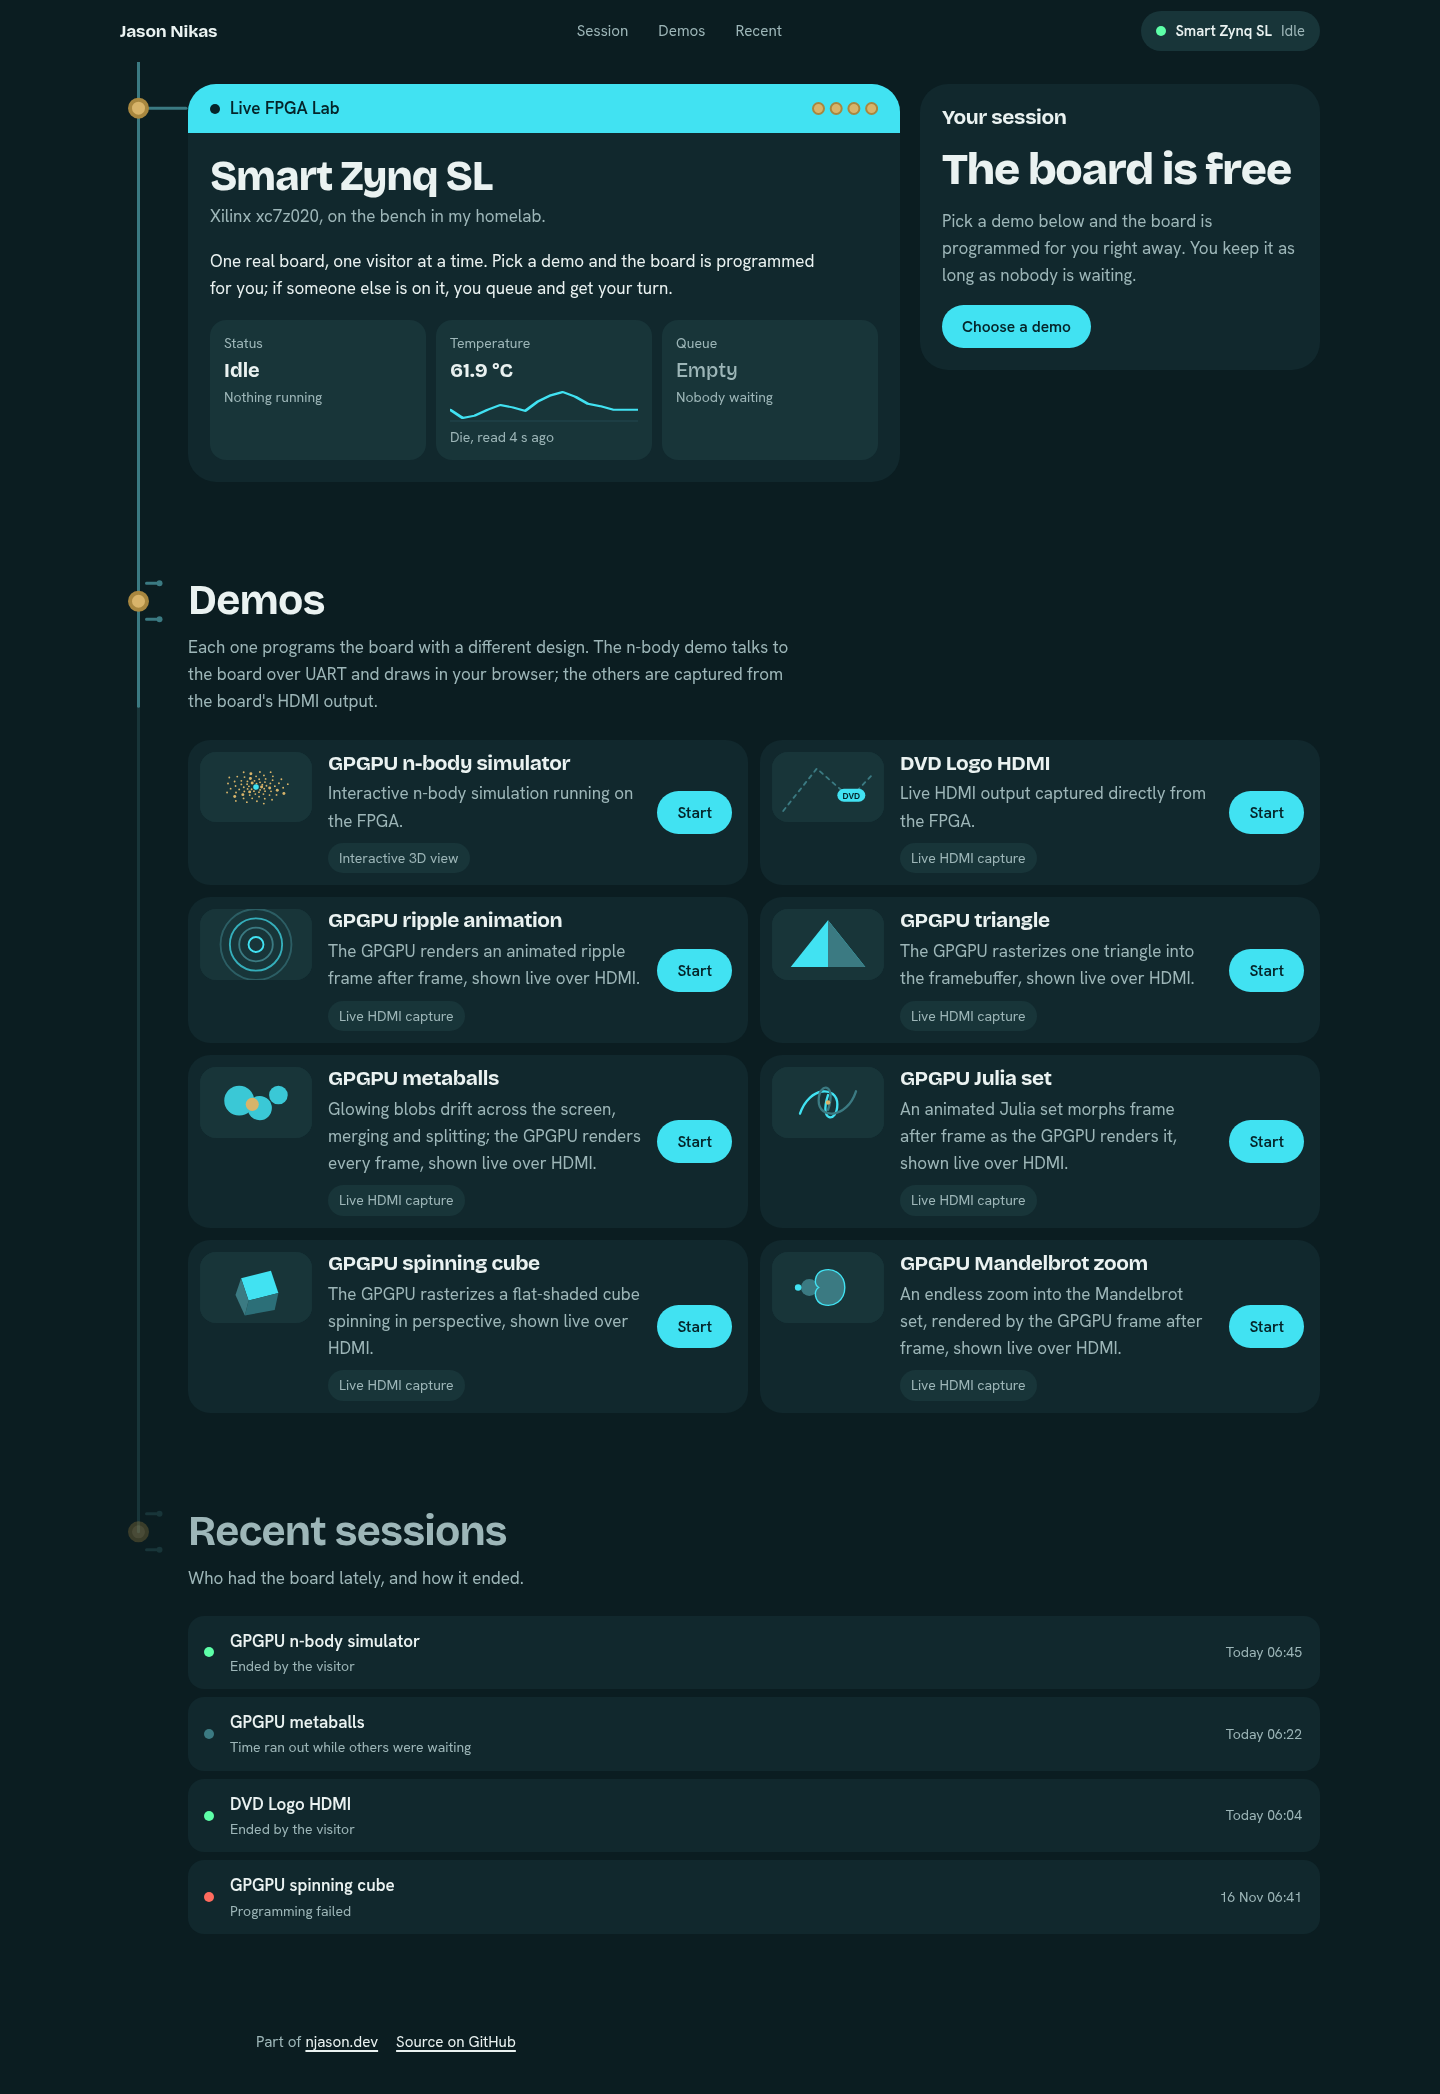 Jason Nikas
Session
Demos
Recent
Smart Zynq SL Idle
Live FPGA Lab
Smart Zynq SL
Xilinx xc7z020, on the bench in my homelab.
One real board, one visitor at a time. Pick a demo and the board is programmed
for you; if someone else is on it, you queue and get your turn.
Status
Idle
Nothing running
Temperature
61.9 °C
Die, read 4 s ago
Queue
Empty
Nobody waiting
Your session
The board is free
Pick a demo below and the board is
programmed for you right away. You keep it as
long as nobody is waiting.
Choose a demo
Demos
Each one programs the board with a different design. The n-body demo talks to
the board over UART and draws in your browser; the others are captured from
the board's HDMI output.
GPGPU n-body simulator
Interactive n-body simulation running on
the FPGA.
Interactive 3D view
Start
DVD
DVD Logo HDMI
Live HDMI output captured directly from
the FPGA.
Live HDMI capture
Start
GPGPU ripple animation
The GPGPU renders an animated ripple
frame after frame, shown live over HDMI.
Live HDMI capture
Start
GPGPU triangle
The GPGPU rasterizes one triangle into
the framebuffer, shown live over HDMI.
Live HDMI capture
Start
GPGPU metaballs
Glowing blobs drift across the screen,
merging and splitting; the GPGPU renders
every frame, shown live over HDMI.
Live HDMI capture
Start
GPGPU Julia set
An animated Julia set morphs frame
after frame as the GPGPU renders it,
shown live over HDMI.
Live HDMI capture
Start
GPGPU spinning cube
The GPGPU rasterizes a flat-shaded cube
spinning in perspective, shown live over
HDMI.
Live HDMI capture
Start
GPGPU Mandelbrot zoom
An endless zoom into the Mandelbrot
set, rendered by the GPGPU frame after
frame, shown live over HDMI.
Live HDMI capture
Start
Recent sessions
Who had the board lately, and how it ended.
GPGPU n-body simulator
Ended by the visitor
Today 06:45
GPGPU metaballs
Time ran out while others were waiting
Today 06:22
DVD Logo HDMI
Ended by the visitor
Today 06:04
GPGPU spinning cube
Programming failed
16 Nov 06:41
Part of njason.dev Source on GitHub